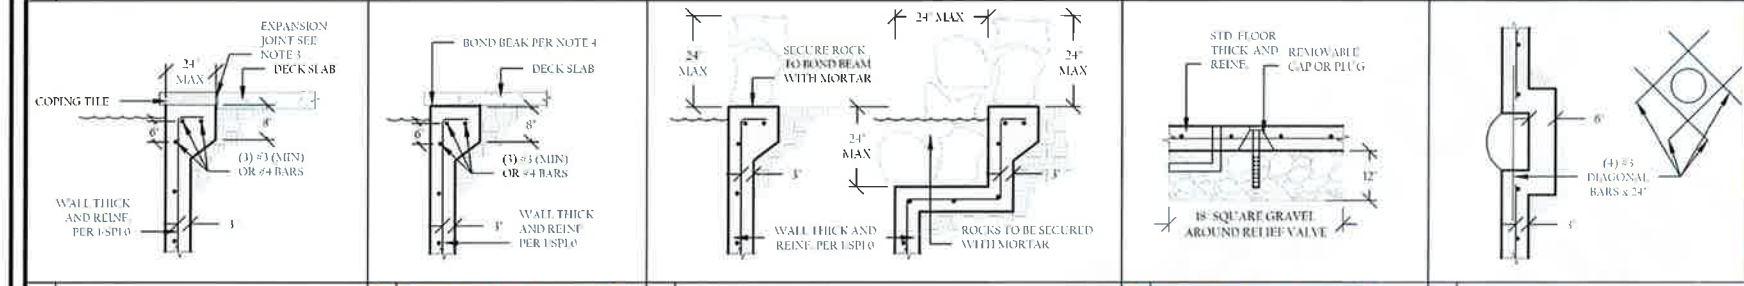 EXPANSION
JOINT SEE
NOTE 3
24"
MAX
DECK SLAB
COPING TILE
8"
6"
(3) #3 (MIN)
OR #4 BARS
WALL THICK
AND REINF.
3
BOND BEAK PER NOTE 4
DECK SLAB
8"
6"
(3) #3 (MIN)
OR #4 BARS
WALL THICK
AND REINF
3"
24"
MAX
SECURE ROCK
TO BOND BEAM
WITH MORTAR
3"
24" MAX
24"
MAX
24"
MAX
3"
WALL THICK AND
ROCKS TO BE SECURED
WITH MORTAR
STD. FLOOR
THICK AND
REINF.
REMOVABLE
CAP OR PLUG
12"
18" SQUARE GRAVEL
AROUND RELIEF VALVE
6"
(4) #3
DIAGONAL
BARS x 24"
3"